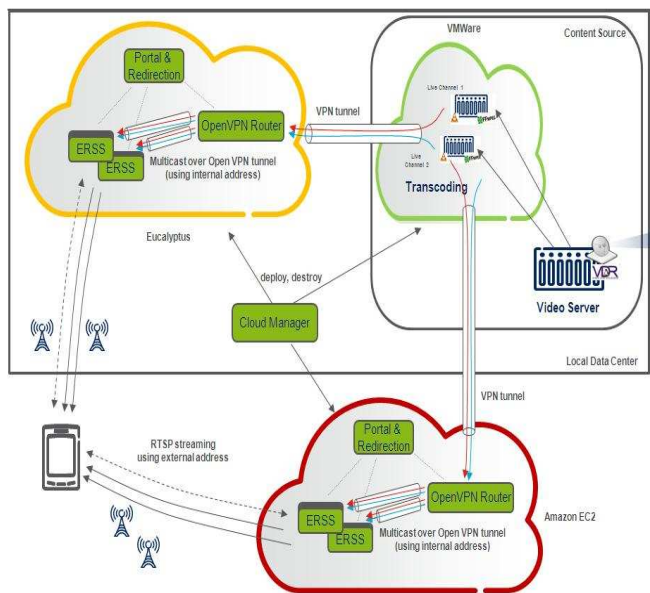 VMWare
Content Source
Portal &
Redirection
Live Channel 1
VPN tunnel
OpenVPN Router
ERSS
ERSS
Multicast over Open VPN tunnel
(using internal address)
Live
Channel 2
Transcoding
Eucalyptus
deploy, destroy
VDR
Video Server
Cloud Manager
Local Data Center
VPN tunnel
RTSP streaming
using external address
Portal &
Redirection
OpenVPN Router
ERSS
ERSS
Multicast over Open VPN tunnel
(using internal address)
Amazon EC2